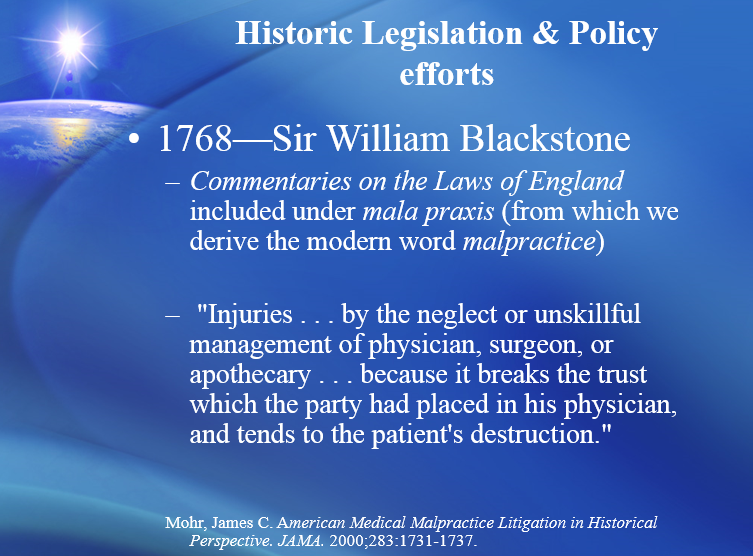 Historic Legislation & Policy
efforts
• 1768—Sir William Blackstone
– Commentaries on the Laws of England
included under mala praxis (from which we
derive the modern word malpractice)
– "Injuries . . . by the neglect or unskillful
management of physician, surgeon, or
apothecary . . . because it breaks the trust
which the party had placed in his physician,
and tends to the patient's destruction."
Mohr, James C. American Medical Malpractice Litigation in Historical
Perspective. JAMA. 2000;283:1731-1737.